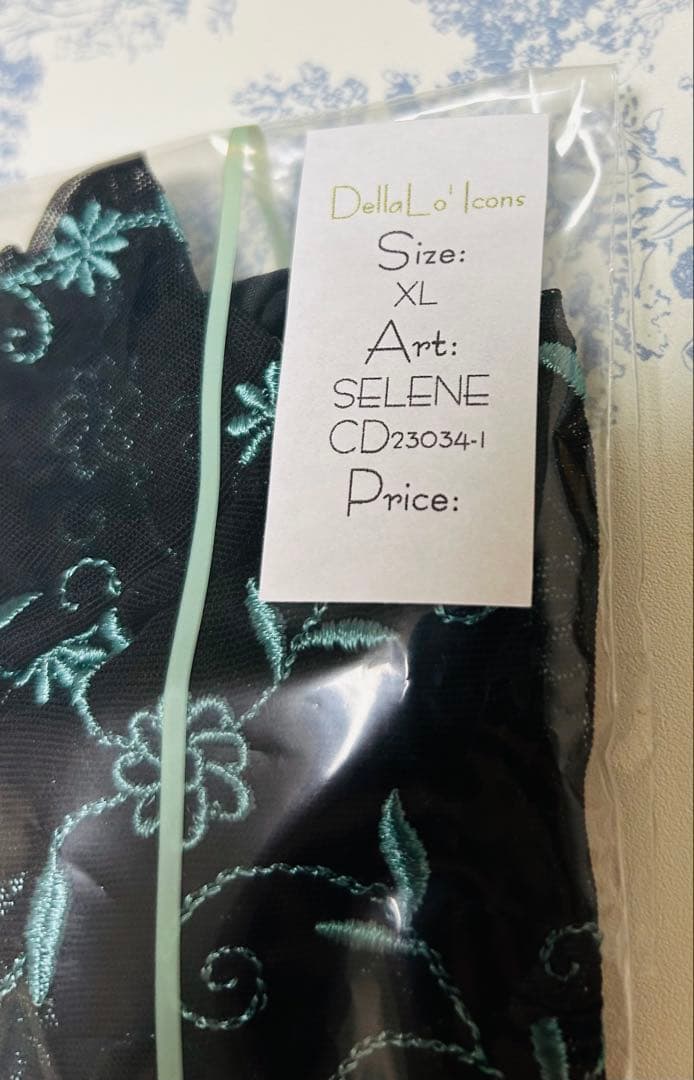 DellaLo' Icons
Size:
XL
Art:
SELENE
CD23034-1
Price: